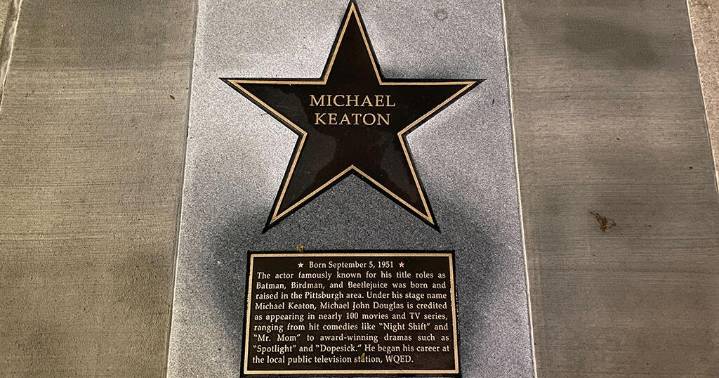 MICHAEL
KEATON
★ Born September 5, 1951 ★
The actor famously known for his title roles as
Batman, Birdman, and Beetlejuice was born and
raised in the Pittsburgh area. Under his stage name
Michael Keaton, Michael John Douglas is credited
as appearing in nearly 100 movies and TV series,
ranging from hit comedies like “Night Shift” and
“Mr. Mom” to award-winning dramas such as
“Spotlight” and “Dopesick.” He began his career at
the local public television station, WQED.